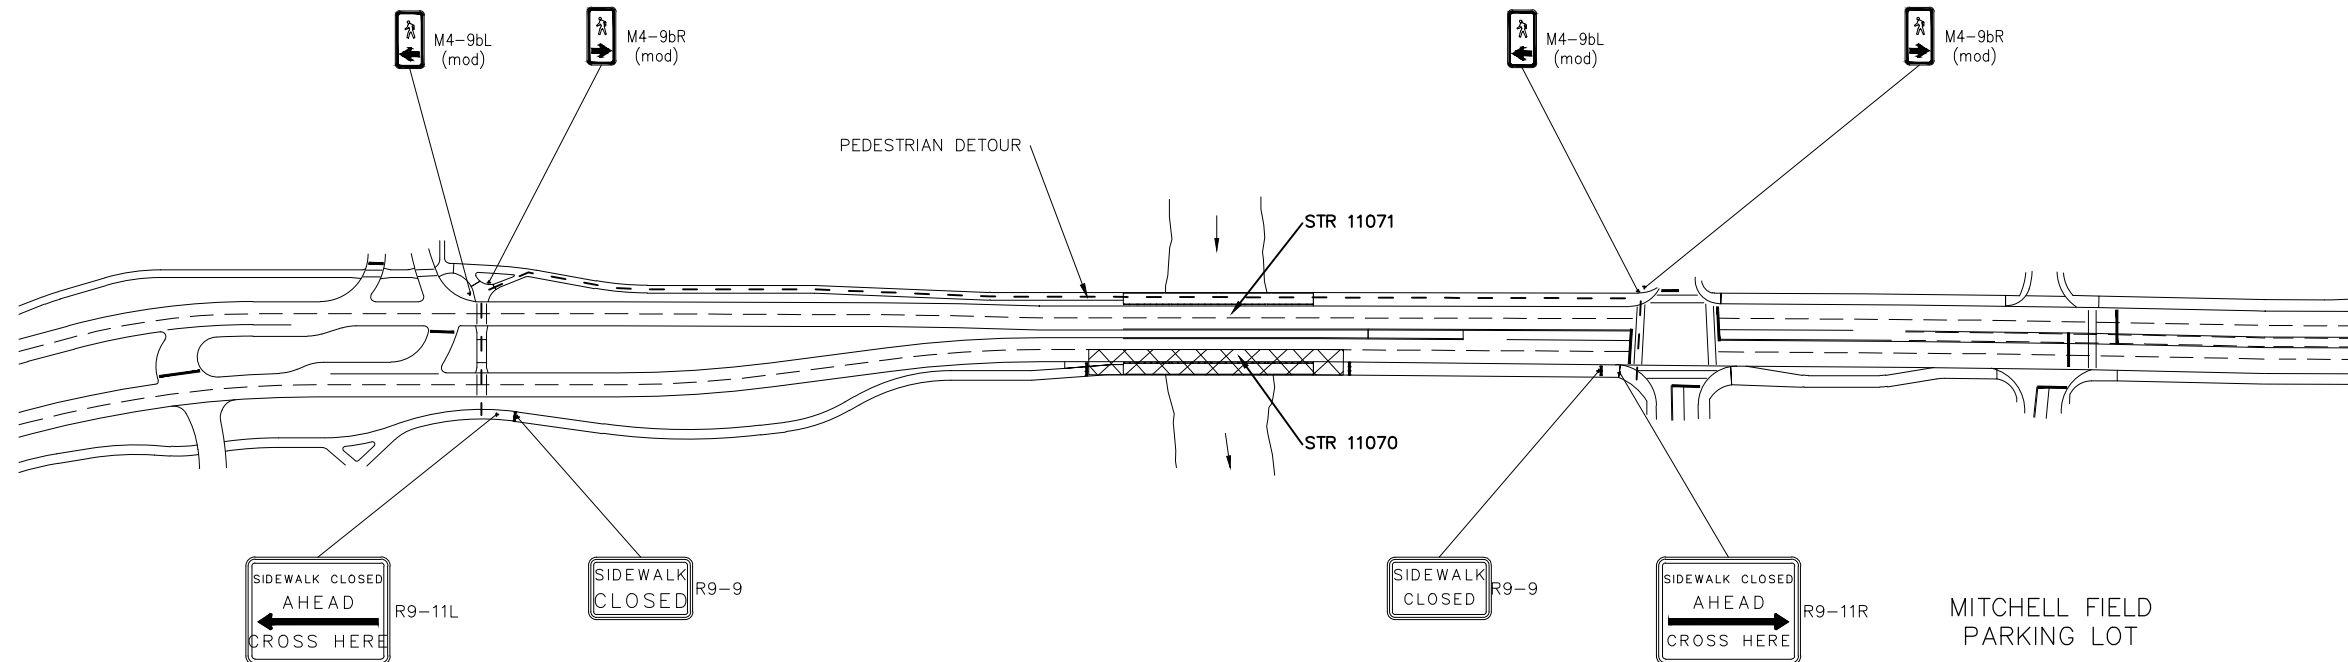 M4-9bL
(mod)
M4-9bR
(mod)
M4-9bL
(mod)
M4-9bR
(mod)
PEDESTRIAN DETOUR
STR 11071
STR 11070
SIDEWALK CLOSED
AHEAD
CROSS HERE
R9-11L
SIDEWALK
CLOSED
R9-9
SIDEWALK
CLOSED
R9-9
SIDEWALK CLOSED
AHEAD
CROSS HERE
R9-11R
MITCHELL FIELD
PARKING LOT